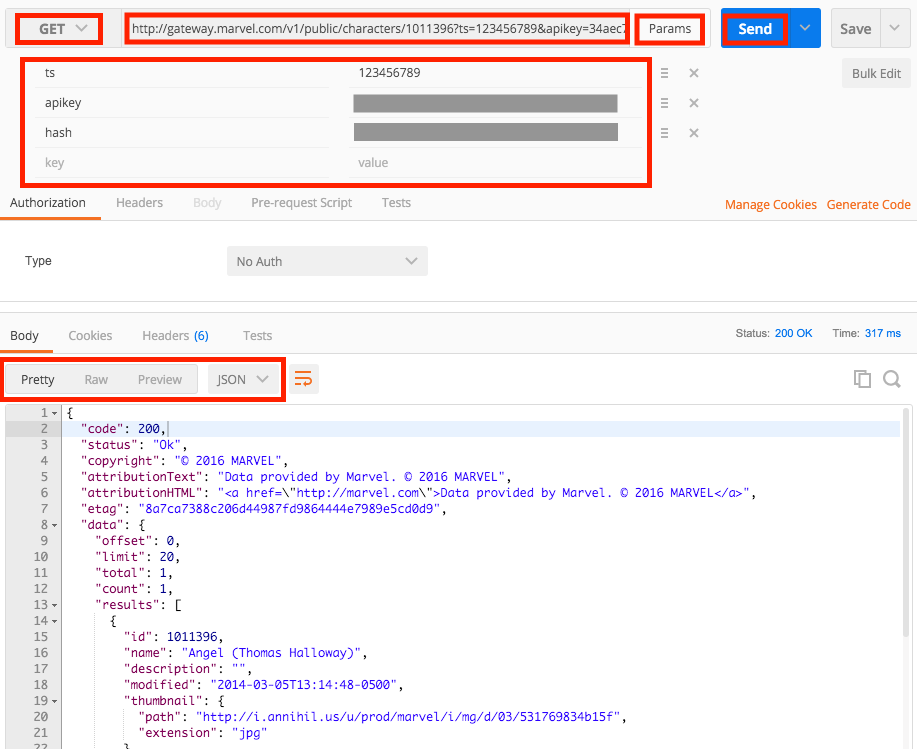 GET http://gateway.marvel.com/v1/public/characters/1011396?ts=123456789&apikey=34aec7 Params Send Save
ts 123456789 Bulk Edit
apikey
hash
key value
Authorization Headers Body Pre-request Script Tests Manage Cookies Generate Code
Type No Auth
Body Cookies Headers (6) Tests Status: 200 OK Time: 317 ms
Pretty Raw Preview JSON
1 {
2 "code": 200,
3 "status": "Ok",
4 "copyright": "© 2016 MARVEL",
5 "attributionText": "Data provided by Marvel. © 2016 MARVEL",
6 "attributionHTML": "<a href=\"http://marvel.com\">Data provided by Marvel. © 2016 MARVEL</a>",
7 "etag": "8a7ca7388c206d44987fd9864444e7989e5cd0d9",
8 "data": {
9 "offset": 0,
10 "limit": 20,
11 "total": 1,
12 "count": 1,
13 "results": [
14 {
15 "id": 1011396,
16 "name": "Angel (Thomas Halloway)",
17 "description": "",
18 "modified": "2014-03-05T13:14:48-0500",
19 "thumbnail": {
20 "path": "http://i.annihil.us/u/prod/marvel/i/mg/d/03/531769834b15f",
21 "extension": "jpg"
22 }